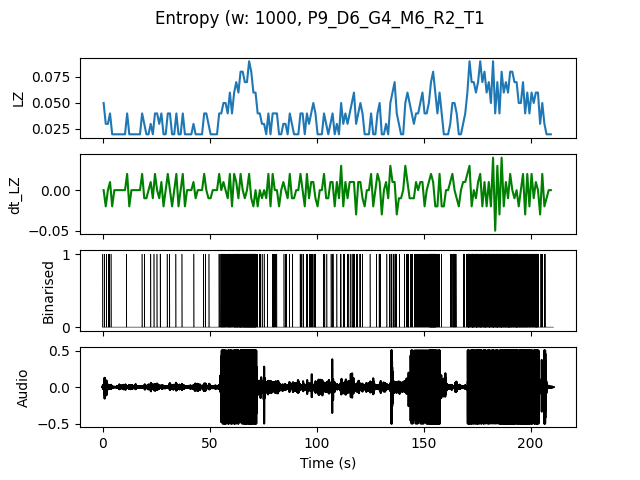 Entropy (w: 1000, P9_D6_G4_M6_R2_T1
LZ
0.075
0.050
0.025
dt_LZ
0.00
−0.05
Binarised
1
0
Audio
0.5
0.0
−0.5
0 50 100 150 200
Time (s)